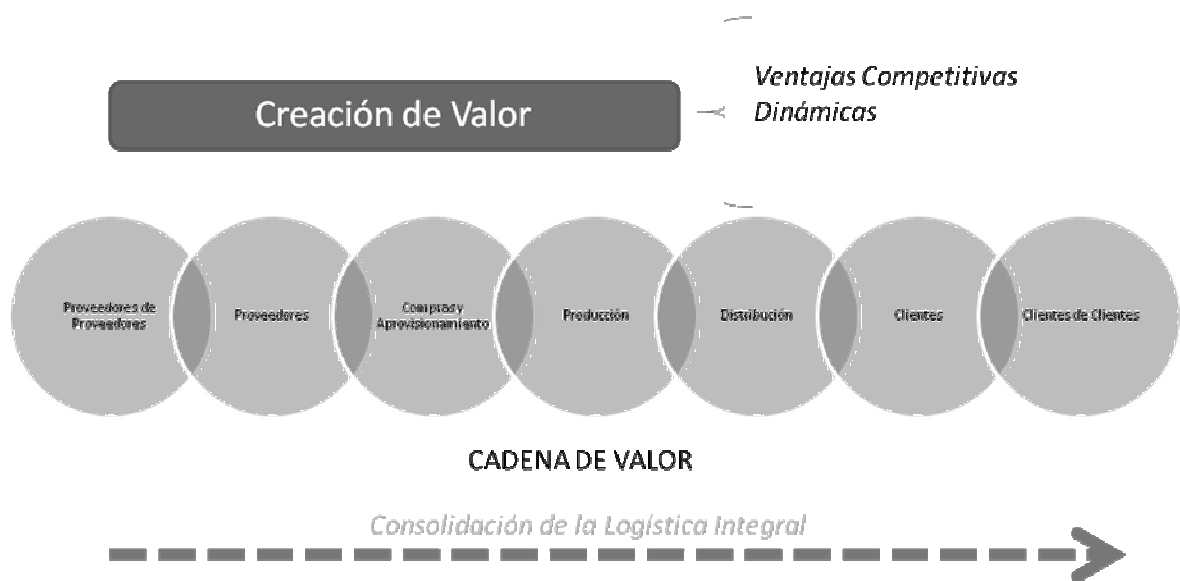 Ventajas Competitivas
Dinámicas
Creación de Valor
Proveedores de
Proveedores
Proveedores
Compras y
Aprovisionamiento
Producción
Distribución
Clientes
Clientes de Clientes
CADENA DE VALOR
Consolidación de la Logística Integral